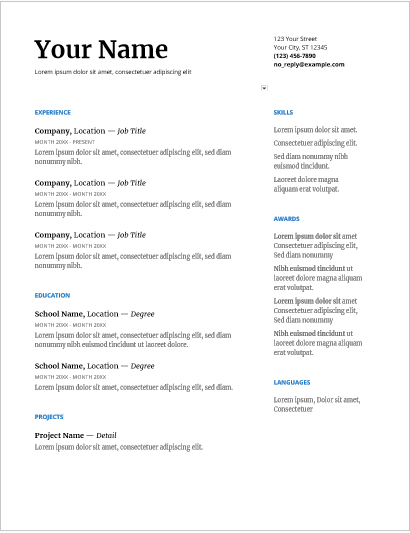 Your Name
Lorem ipsum dolor sit amet, consectetuer adipiscing elit
123 Your Street
Your City, ST 12345
(123) 456-7890
no_reply@example.com
EXPERIENCE
Company, Location — Job Title
MONTH 20XX - PRESENT
Lorem ipsum dolor sit amet, consectetuer adipiscing elit, sed diam
nonummy nibh.
Company, Location — Job Title
MONTH 20XX - MONTH 20XX
Lorem ipsum dolor sit amet, consectetuer adipiscing elit, sed diam
nonummy nibh.
Company, Location — Job Title
MONTH 20XX - MONTH 20XX
Lorem ipsum dolor sit amet, consectetuer adipiscing elit, sed diam
nonummy nibh.
EDUCATION
School Name, Location — Degree
MONTH 20XX - MONTH 20XX
Lorem ipsum dolor sit amet, consectetuer adipiscing elit, sed diam
nonummy nibh euismod tincidunt ut laoreet dolore.
School Name, Location — Degree
MONTH 20XX - MONTH 20XX
Lorem ipsum dolor sit amet, consectetuer adipiscing elit, sed diam.
PROJECTS
Project Name — Detail
Lorem ipsum dolor sit amet, consectetuer adipiscing elit.
SKILLS
Lorem ipsum dolor sit amet.
Consectetuer adipiscing elit.
Sed diam nonummy nibh
euismod tincidunt.
Laoreet dolore magna
aliquam erat volutpat.
AWARDS
Lorem ipsum dolor sit amet
Consectetuer adipiscing elit,
Sed diam nonummy
Nibh euismod tincidunt ut
laoreet dolore magna aliquam
erat volutpat.
Lorem ipsum dolor sit amet
Consectetuer adipiscing elit,
Sed diam nonummy
Nibh euismod tincidunt ut
laoreet dolore magna aliquam
erat volutpat.
LANGUAGES
Lorem ipsum, Dolor sit amet,
Consectetuer